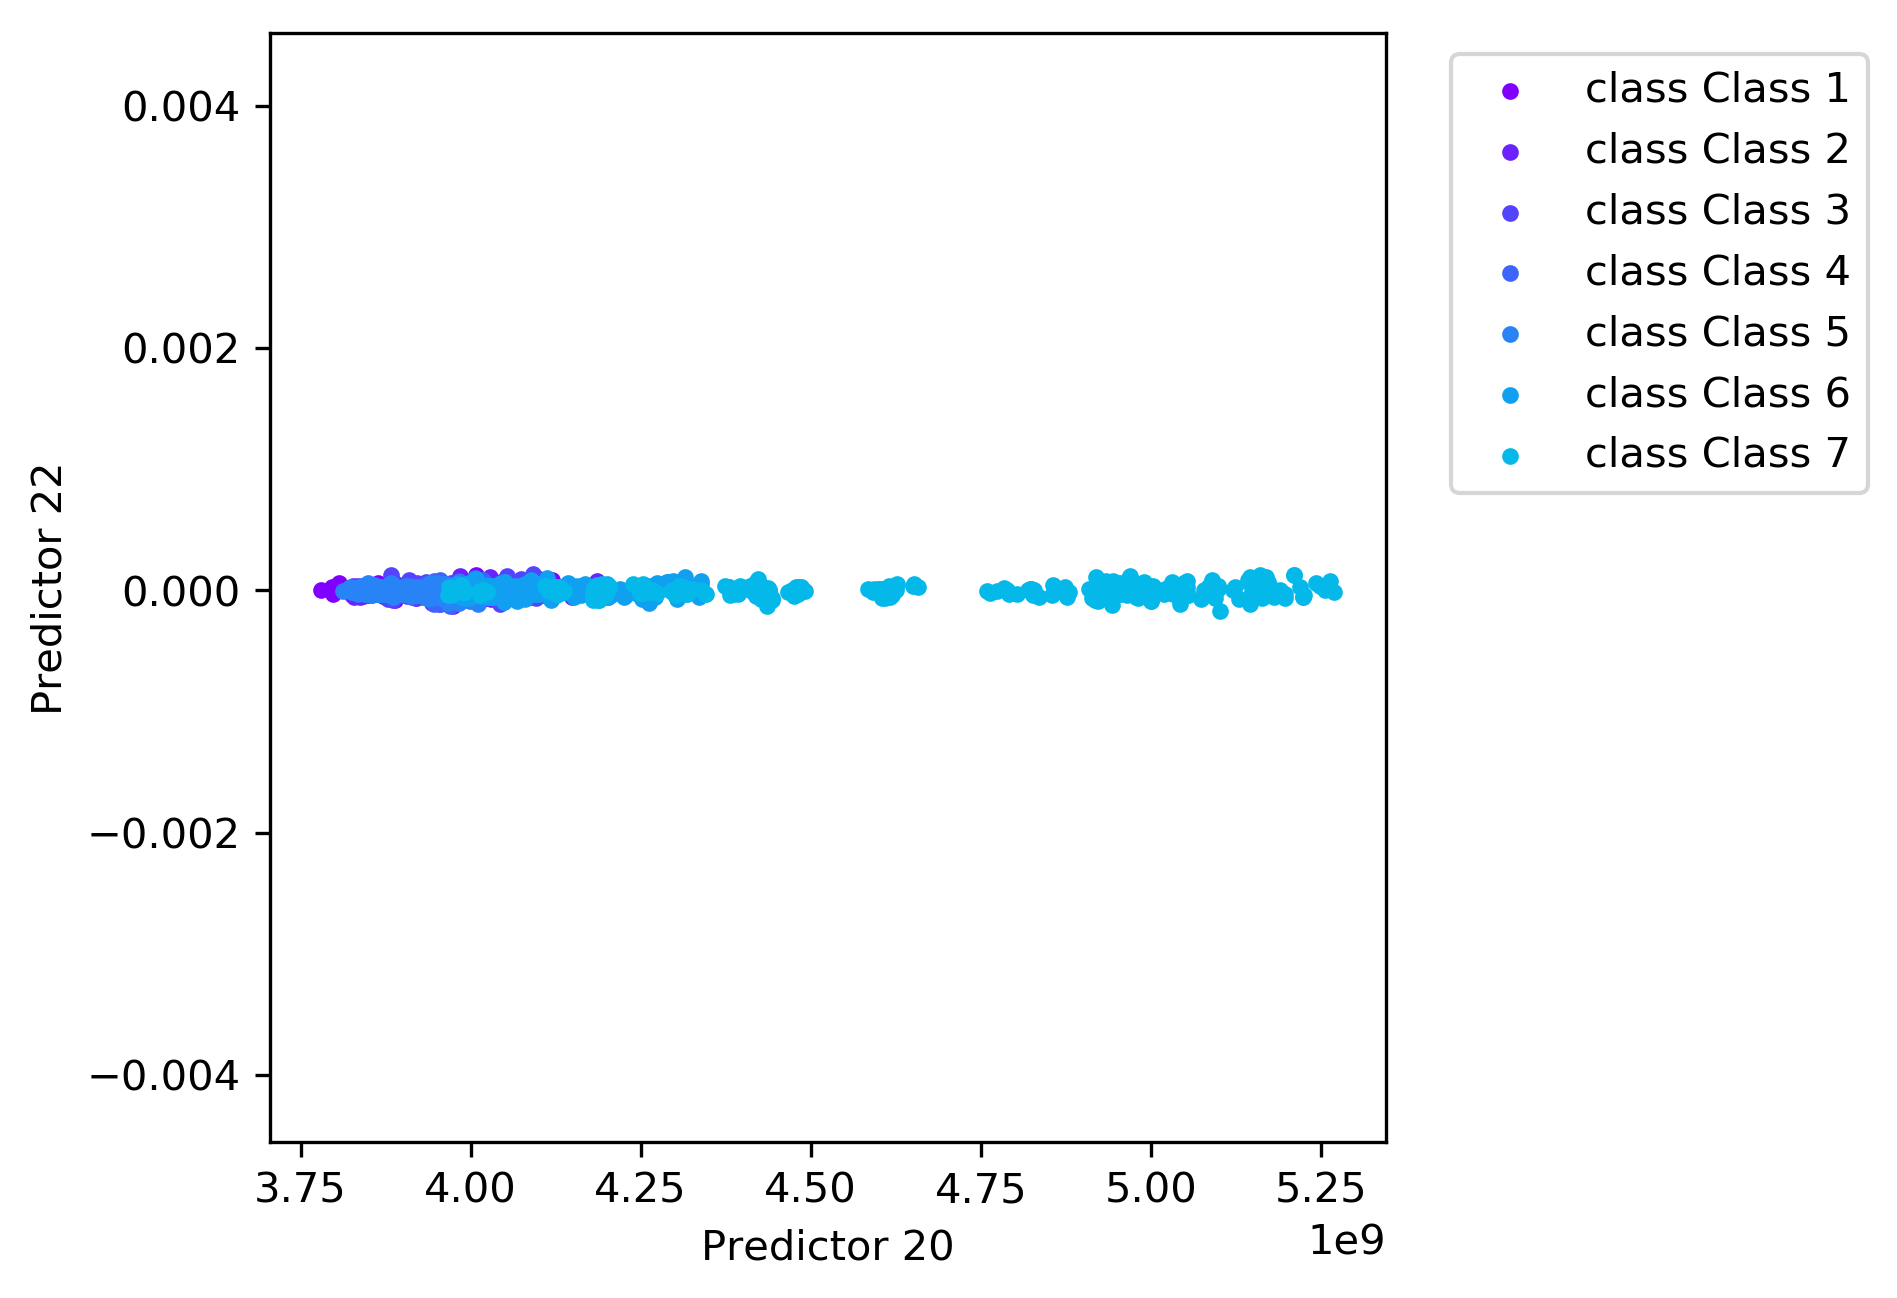 class Class 1
class Class 2
class Class 3
class Class 4
class Class 5
class Class 6
class Class 7
Predictor 22
0.004
0.002
0.000
−0.002
−0.004
3.75 4.00 4.25 4.50 4.75 5.00 5.25
1e9
Predictor 20